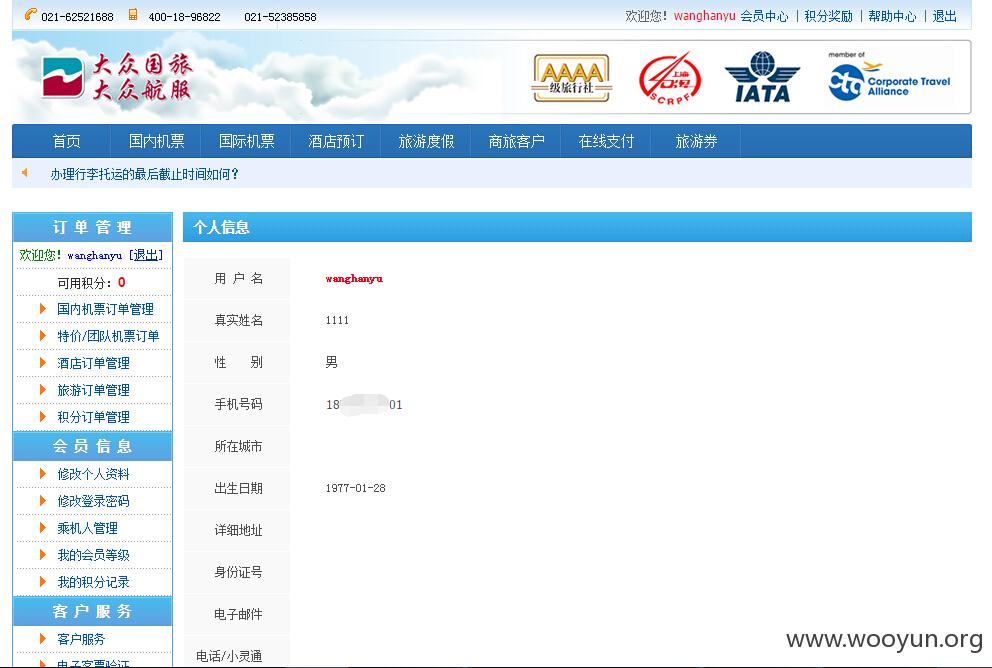 021-62521688 400-18-96822 021-52385858 欢迎您! wanghanyu 会员中心 | 积分奖励 | 帮助中心 | 退出
大众国旅
大众航服
AAAA
一级旅行社
上海
SCRPF
IATA
member of
cta Corporate Travel Alliance
首页 国内机票 国际机票 酒店预订 旅游度假 商旅客户 在线支付 旅游券
办理行李托运的最后截止时间如何?
订单管理
欢迎您! wanghanyu [退出]
可用积分: 0
国内机票订单管理
特价/团队机票订单
酒店订单管理
旅游订单管理
积分订单管理
会员信息
修改个人资料
修改登录密码
乘机人管理
我的会员等级
我的积分记录
客户服务
客户服务
电子客票验证
个人信息
用户名 wanghanyu
真实姓名 1111
性别 男
手机号码 18 01
所在城市
出生日期 1977-01-28
详细地址
身份证号
电子邮件
电话/小灵通
www.wooyun.org